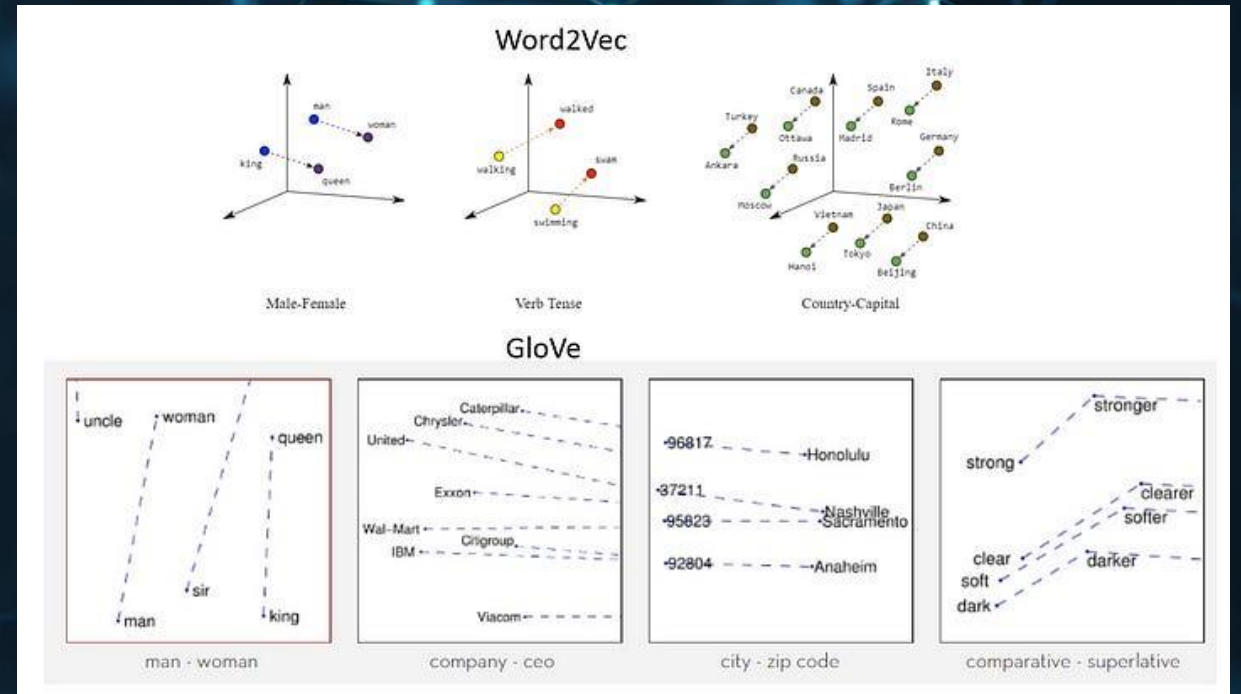 Word2Vec
man
woman
king
queen
Male-Female
walked
swam
walking
swimming
Verb Tense
Italy
Canada
Spain
Turkey
Rome
Ottawa
Madrid
Germany
Ankara
Russia
Berlin
Moscow
Vietnam
Japan
China
Hanoi
Tokyo
Beijing
Country-Capital
GloVe
uncle
woman
queen
sir
man
king
man - woman
Caterpillar
Chrysler
United
Exxon
Wal-Mart
Citigroup
IBM
Viacom
company - ceo
96817
Honolulu
37211
Nashville
95823
Sacramento
92804
Anaheim
city - zip code
stronger
strong
clearer
softer
clear
darker
soft
dark
comparative - superlative